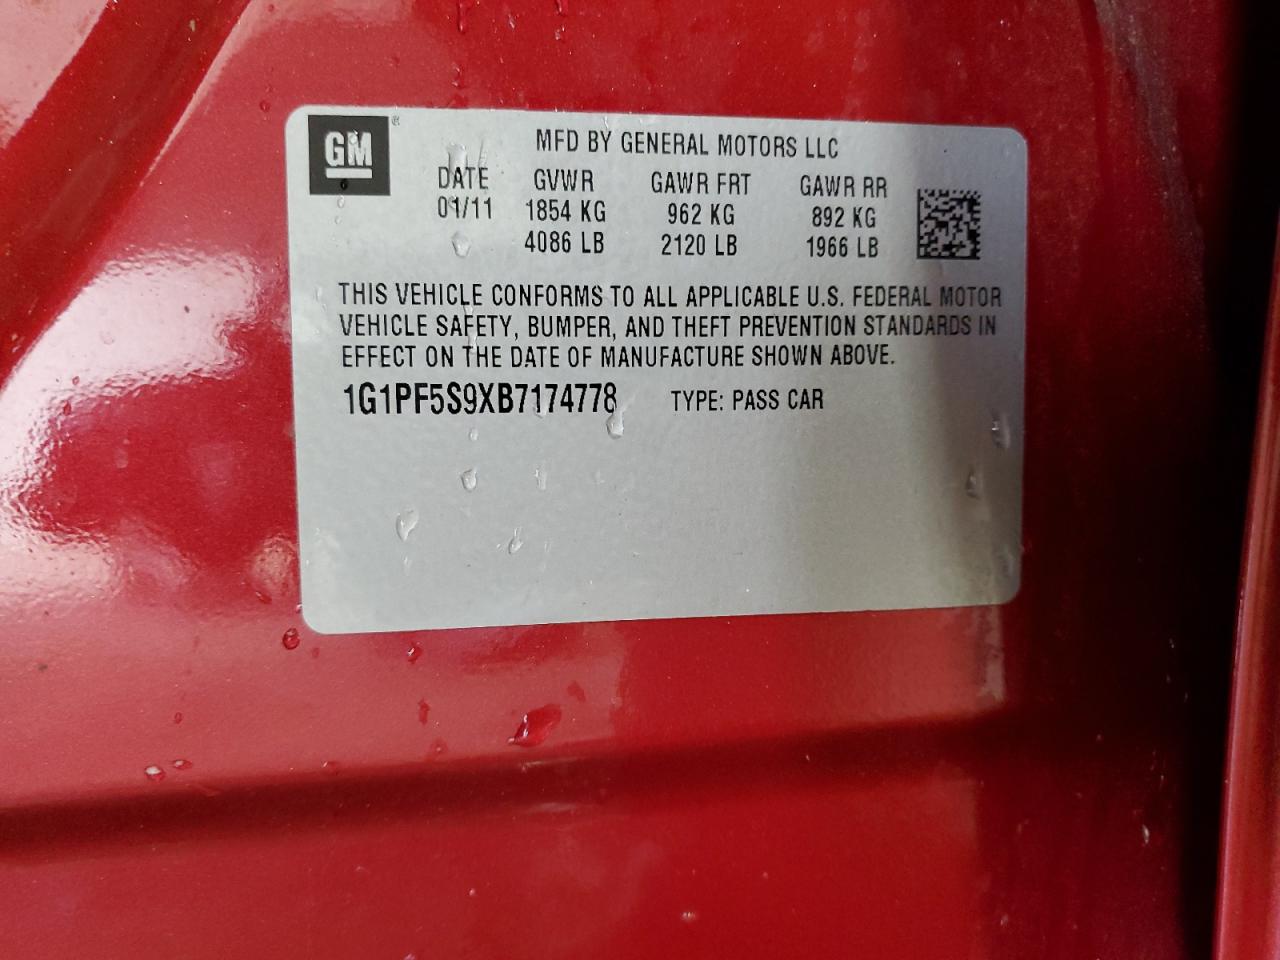 GM®
MFD BY GENERAL MOTORS LLC
DATE GVWR GAWR FRT GAWR RR
01/11 1854 KG 962 KG 892 KG
4086 LB 2120 LB 1966 LB
THIS VEHICLE CONFORMS TO ALL APPLICABLE U.S. FEDERAL MOTOR
VEHICLE SAFETY, BUMPER, AND THEFT PREVENTION STANDARDS IN
EFFECT ON THE DATE OF MANUFACTURE SHOWN ABOVE.
1G1PF5S9XB7174778 TYPE: PASS CAR